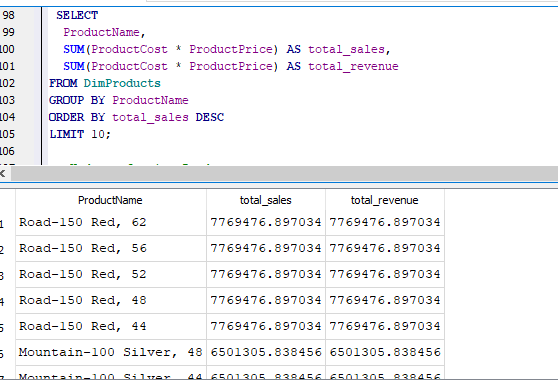 98 SELECT
99 ProductName,
100 SUM(ProductCost * ProductPrice) AS total_sales,
101 SUM(ProductCost * ProductPrice) AS total_revenue
102 FROM DimProducts
103 GROUP BY ProductName
104 ORDER BY total_sales DESC
105 LIMIT 10;
106
ProductName total_sales total_revenue
1 Road-150 Red, 62 7769476.897034 7769476.897034
2 Road-150 Red, 56 7769476.897034 7769476.897034
3 Road-150 Red, 52 7769476.897034 7769476.897034
4 Road-150 Red, 48 7769476.897034 7769476.897034
5 Road-150 Red, 44 7769476.897034 7769476.897034
6 Mountain-100 Silver, 48 6501305.838456 6501305.838456
Mountain-100 Silver, 44 6501305.838456 6501305.838456